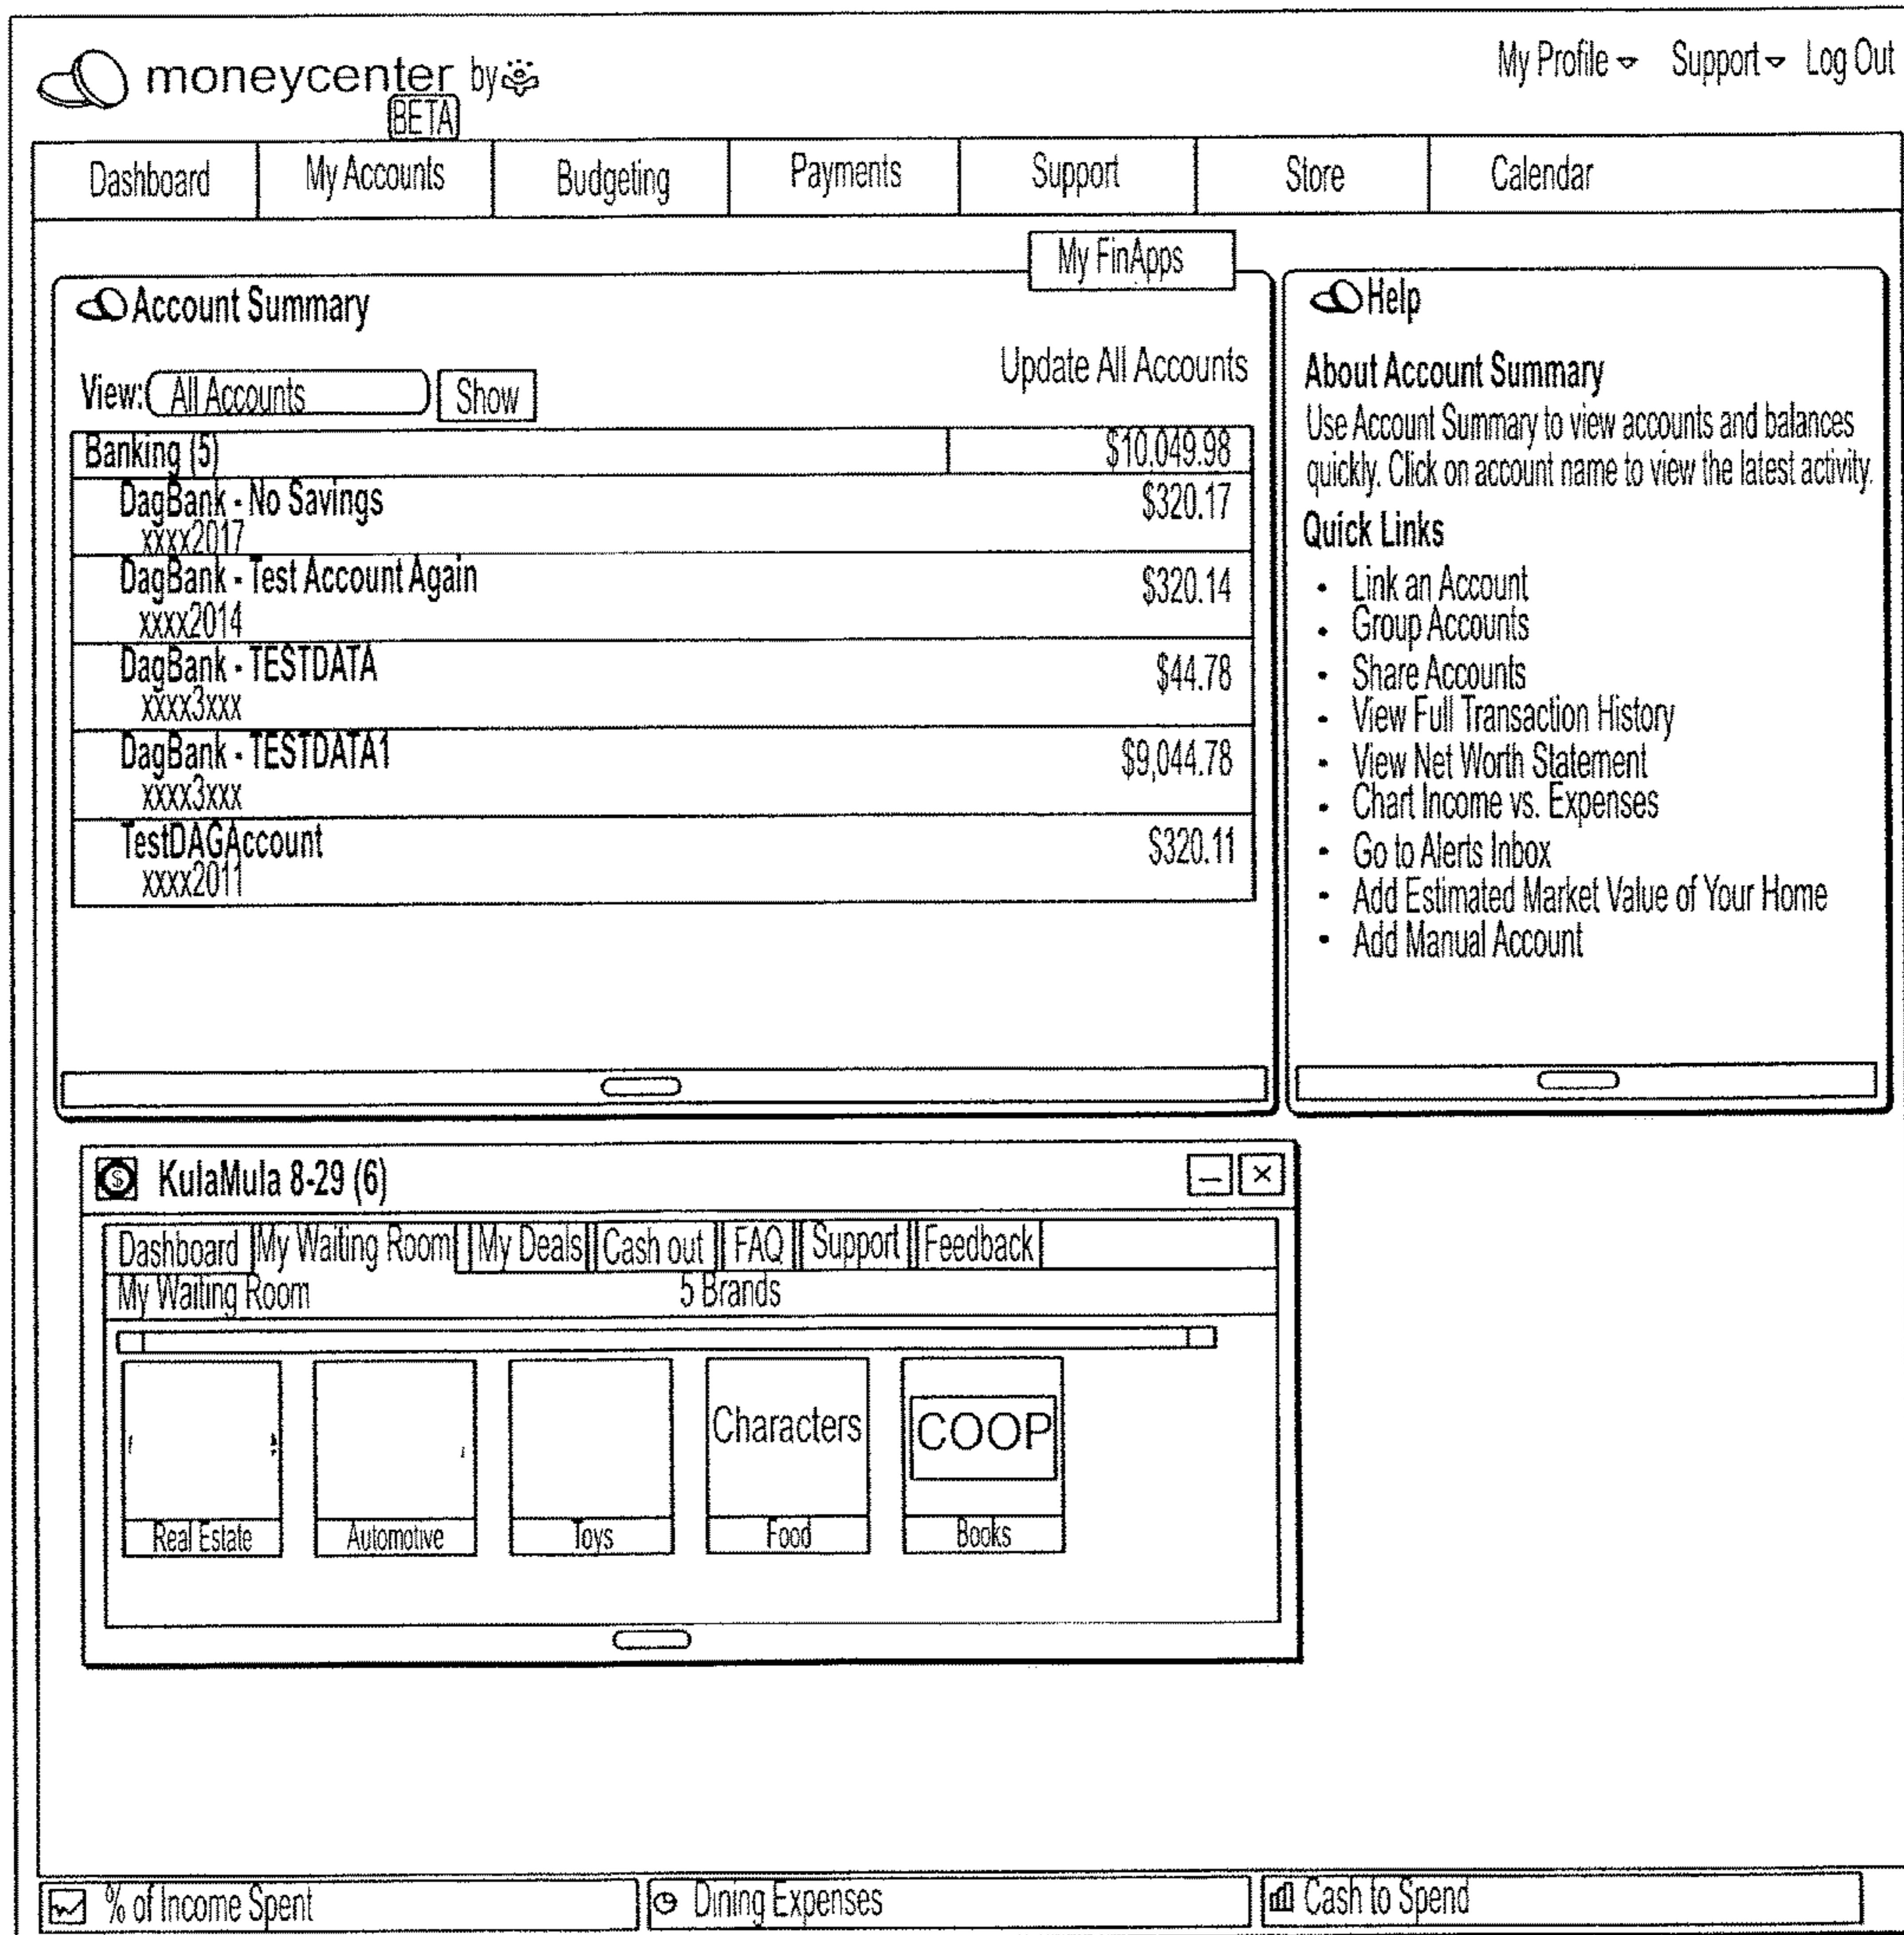 moneycenter by
BETA
My Profile Support Log Out
Dashboard My Accounts Budgeting Payments Support Store Calendar
My FinApps
Account Summary
Update All Accounts
View: All Accounts Show
Banking (5) $10,049.98
DagBank - No Savings $320.17
xxxx2017
DagBank - Test Account Again $320.14
xxxx2014
DagBank - TESTDATA $44.78
xxxx3xxx
DagBank - TESTDATA1 $9,044.78
xxxx3xxx
TestDAGAccount $320.11
xxxx2011
Help
About Account Summary
Use Account Summary to view accounts and balances
quickly. Click on account name to view the latest activity.
Quick Links
• Link an Account
• Group Accounts
• Share Accounts
• View Full Transaction History
• View Net Worth Statement
• Chart Income vs. Expenses
• Go to Alerts Inbox
• Add Estimated Market Value of Your Home
• Add Manual Account
$ KulaMula 8-29 (6)
Dashboard My Waiting Room My Deals Cash out FAQ Support Feedback
My Waiting Room 5 Brands
Characters COOP
Real Estate Automotive Toys Food Books
% of Income Spent Dining Expenses Cash to Spend